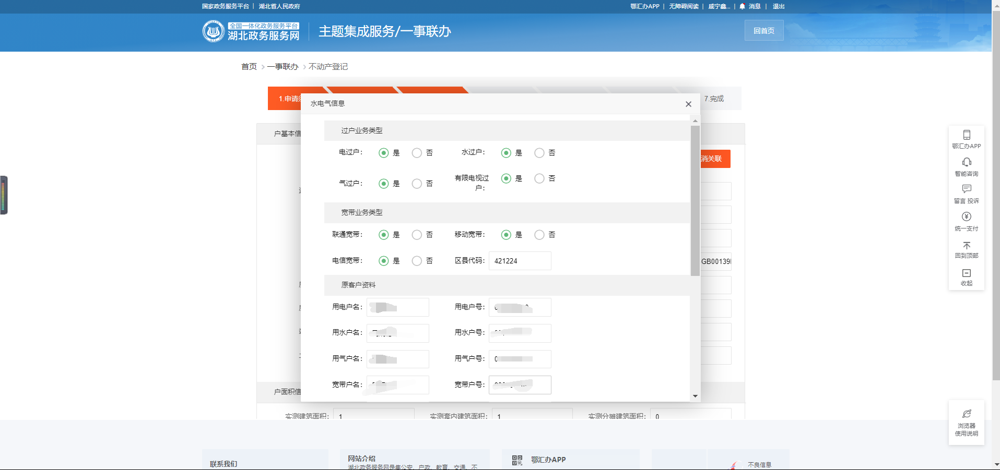 国家政务服务平台 | 湖北省人民政府
鄂汇办APP | 无障碍阅读 | 咸宁鑫... | 消息 | 退出
全国一体化政务服务平台
湖北政务服务网
主题集成服务/一事联办
回首页
首页 > 一事联办 > 不动产登记
1.申请
7.完成
水电气信息
户基本信
过户业务类型
消关联
电过户： 是 否 水过户： 是 否
气过户： 是 否 有限电视过户： 是 否
宽带业务类型
联通宽带： 是 否 移动宽带： 是 否
电信宽带： 是 否 区县代码： 421224
GB00139
原客户资料
用电户名： 用电户号：
用水户名： 用水户号：
用气户名： 用气户号： 0
宽带户名： 宽带户号：
户面积信
实测建筑面积： 1 实测套内建筑面积： 1 实测分摊建筑面积： 0
鄂汇办APP
智能咨询
留言 投诉
统一支付
回到顶部
收起
浏览器
使用说明
联系我们
网站介绍
湖北政务服务网是集公安、户政、教育、交通、不
鄂汇办APP
不良信息